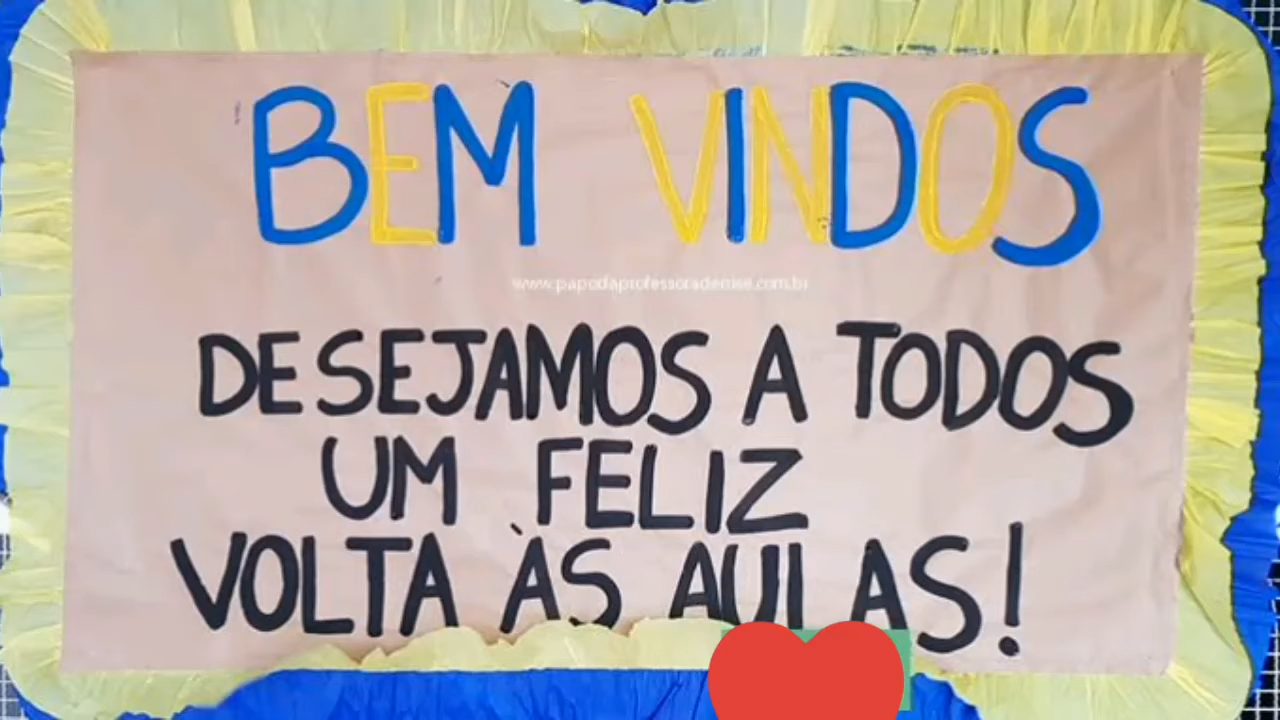 BEM VINDOS
www.papodaprofessoradenise.com.br
DESEJAMOS A TODOS
UM FELIZ
VOLTA ÀS AULAS!